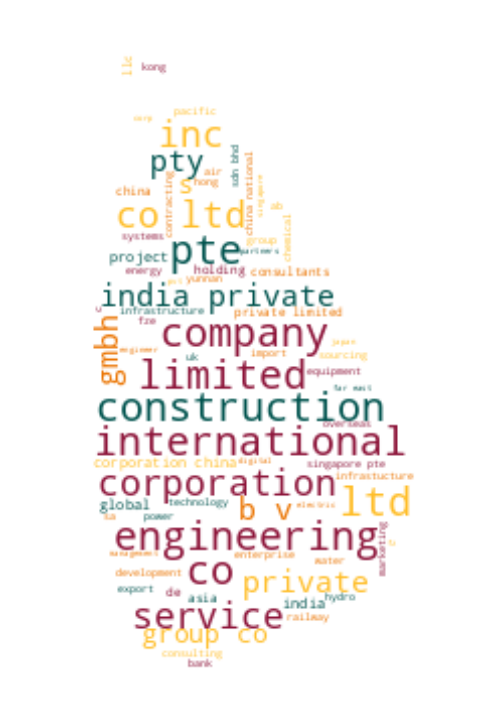 llc kong
pacific
corp
inc
pty
sdn bhd
air
s hong
china
contracting
china national
singapore
ab
co ltd
chemical
systems
group
pte
partners
project
energy holding consultants
yunnan
india private
infrastructure private limited
fze
gmbh
company
japan
engineer import sourcing
uk
limited equipment
far east
construction
overseas
international
corporation china digital singapore pte
corporation infrastucture
global technology b v electric ltd
sa power
engineering
marketing
management enterprise water
co
development
private
export de asia india hydro
service railway
group co
consulting
bank